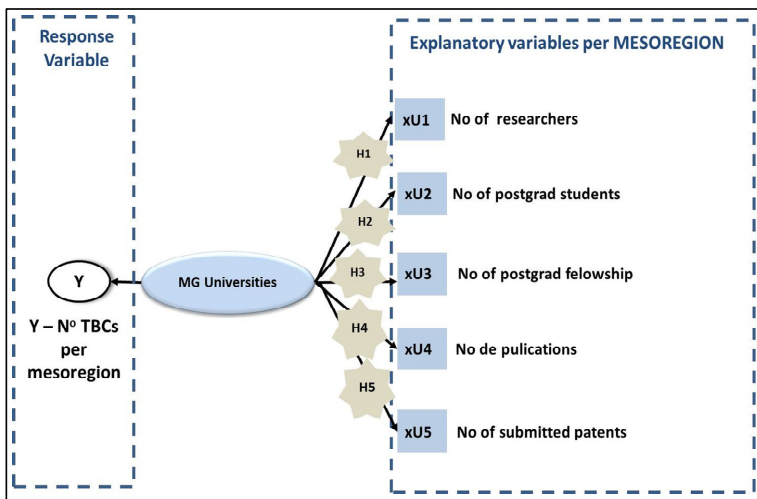 Response
Variable
Explanatory variables per MESOREGION
xU1
No of researchers
H1
xU2
No of postgrad students
H2
Y
MG Universities
H3
xU3
No of postgrad felowship
Y – Nº TBCs
per
mesoregion
H4
xU4
No de pulications
H5
xU5
No of submitted patents